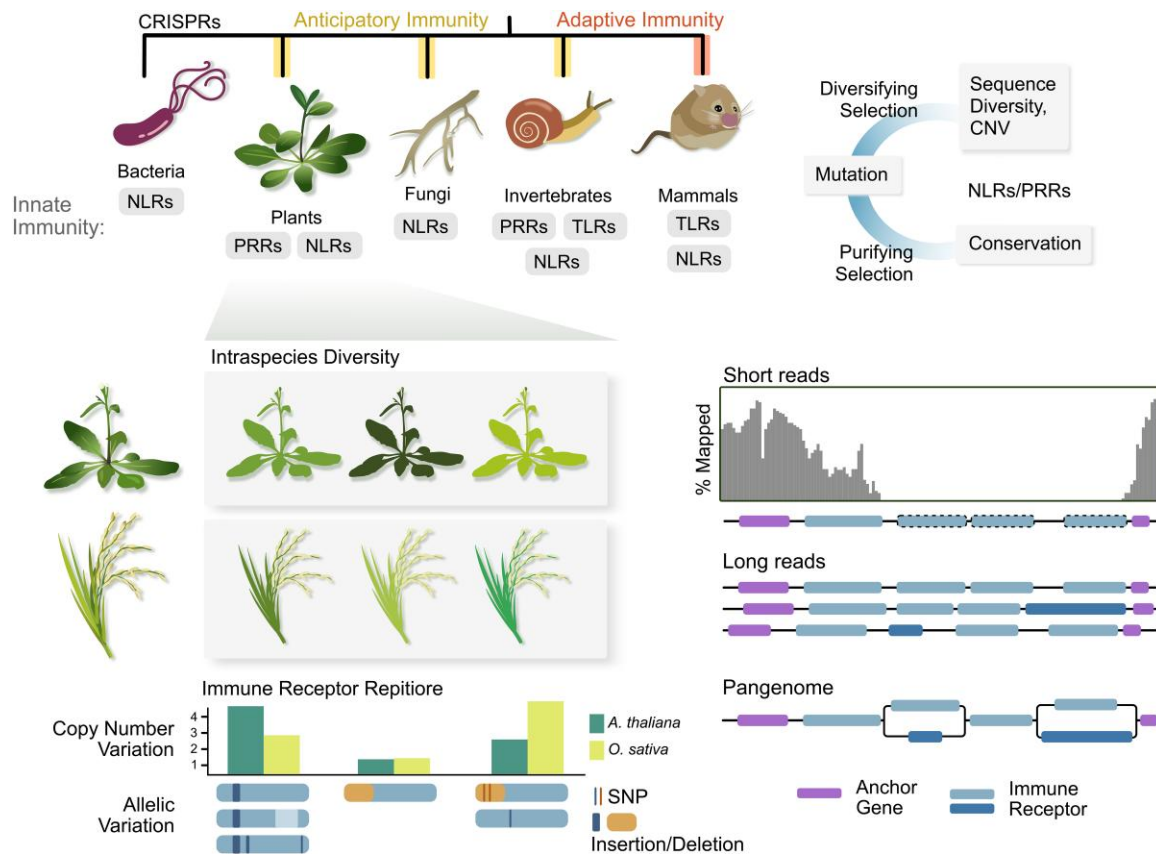 CRISPRs
Anticipatory Immunity
Adaptive Immunity
Bacteria
NLRs
Plants
PRRs
NLRs
Fungi
NLRs
Invertebrates
PRRs
TLRs
NLRs
Mammals
TLRs
NLRs
Innate
Immunity:
Diversifying
Selection
Sequence
Diversity,
CNV
Mutation
NLRs/PRRs
Purifying
Selection
Conservation
Intraspecies Diversity
Immune Receptor Repitiore
Copy Number
Variation
4
3
2
1
A. thaliana
O. sativa
Allelic
Variation
SNP
Insertion/Deletion
Short reads
% Mapped
Long reads
Pangenome
Anchor
Gene
Immune
Receptor